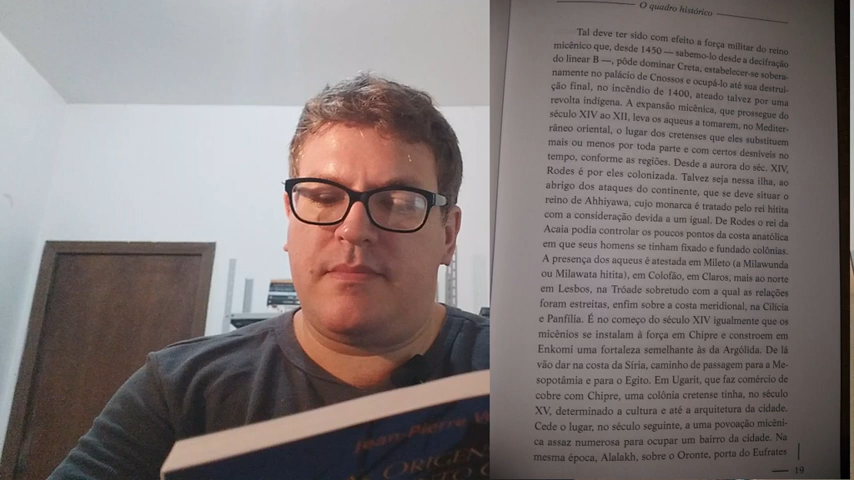 Jean-Pierre
AS ORIGEN
O quadro histórico
Tal deve ter sido com efeito a força militar do reino
micênico que, desde 1450 — sabemo-lo desde a decifração
do linear B —, pôde dominar Creta, estabelecer-se sobera-
namente no palácio de Cnossos e ocupá-lo até sua destrui-
ção final, no incêndio de 1400, ateado talvez por uma
revolta indígena. A expansão micênica, que prossegue do
século XIV ao XII, leva os aqueus a tomarem, no Mediter-
râneo oriental, o lugar dos cretenses que eles substituem
mais ou menos por toda parte e com certos desníveis no
tempo, conforme as regiões. Desde a aurora do séc. XIV,
Rodes é por eles colonizada. Talvez seja nessa ilha, ao
abrigo dos ataques do continente, que se deve situar o
reino de Ahhiyawa, cujo monarca é tratado pelo rei hitita
com a consideração devida a um igual. De Rodes o rei da
Acaia podia controlar os poucos pontos da costa anatólica
em que seus homens se tinham fixado e fundado colônias.
A presença dos aqueus é atestada em Mileto (a Milawunda
ou Milawata hitita), em Colofão, em Claros, mais ao norte
em Lesbos, na Tróade sobretudo com a qual as relações
foram estreitas, enfim sobre a costa meridional, na Cilícia
e Panfília. É no começo do século XIV igualmente que os
micênios se instalam à força em Chipre e constroem em
Enkomi uma fortaleza semelhante às da Argólida. De lá
vão dar na costa da Síria, caminho de passagem para a Me-
sopotâmia e para o Egito. Em Ugarit, que faz comércio de
cobre com Chipre, uma colônia cretense tinha, no século
XV, determinado a cultura e até a arquitetura da cidade.
Cede o lugar, no século seguinte, a uma povoação micêni-
ca assaz numerosa para ocupar um bairro da cidade. Na
mesma época, Alalakh, sobre o Oronte, porta do Eufrates
19